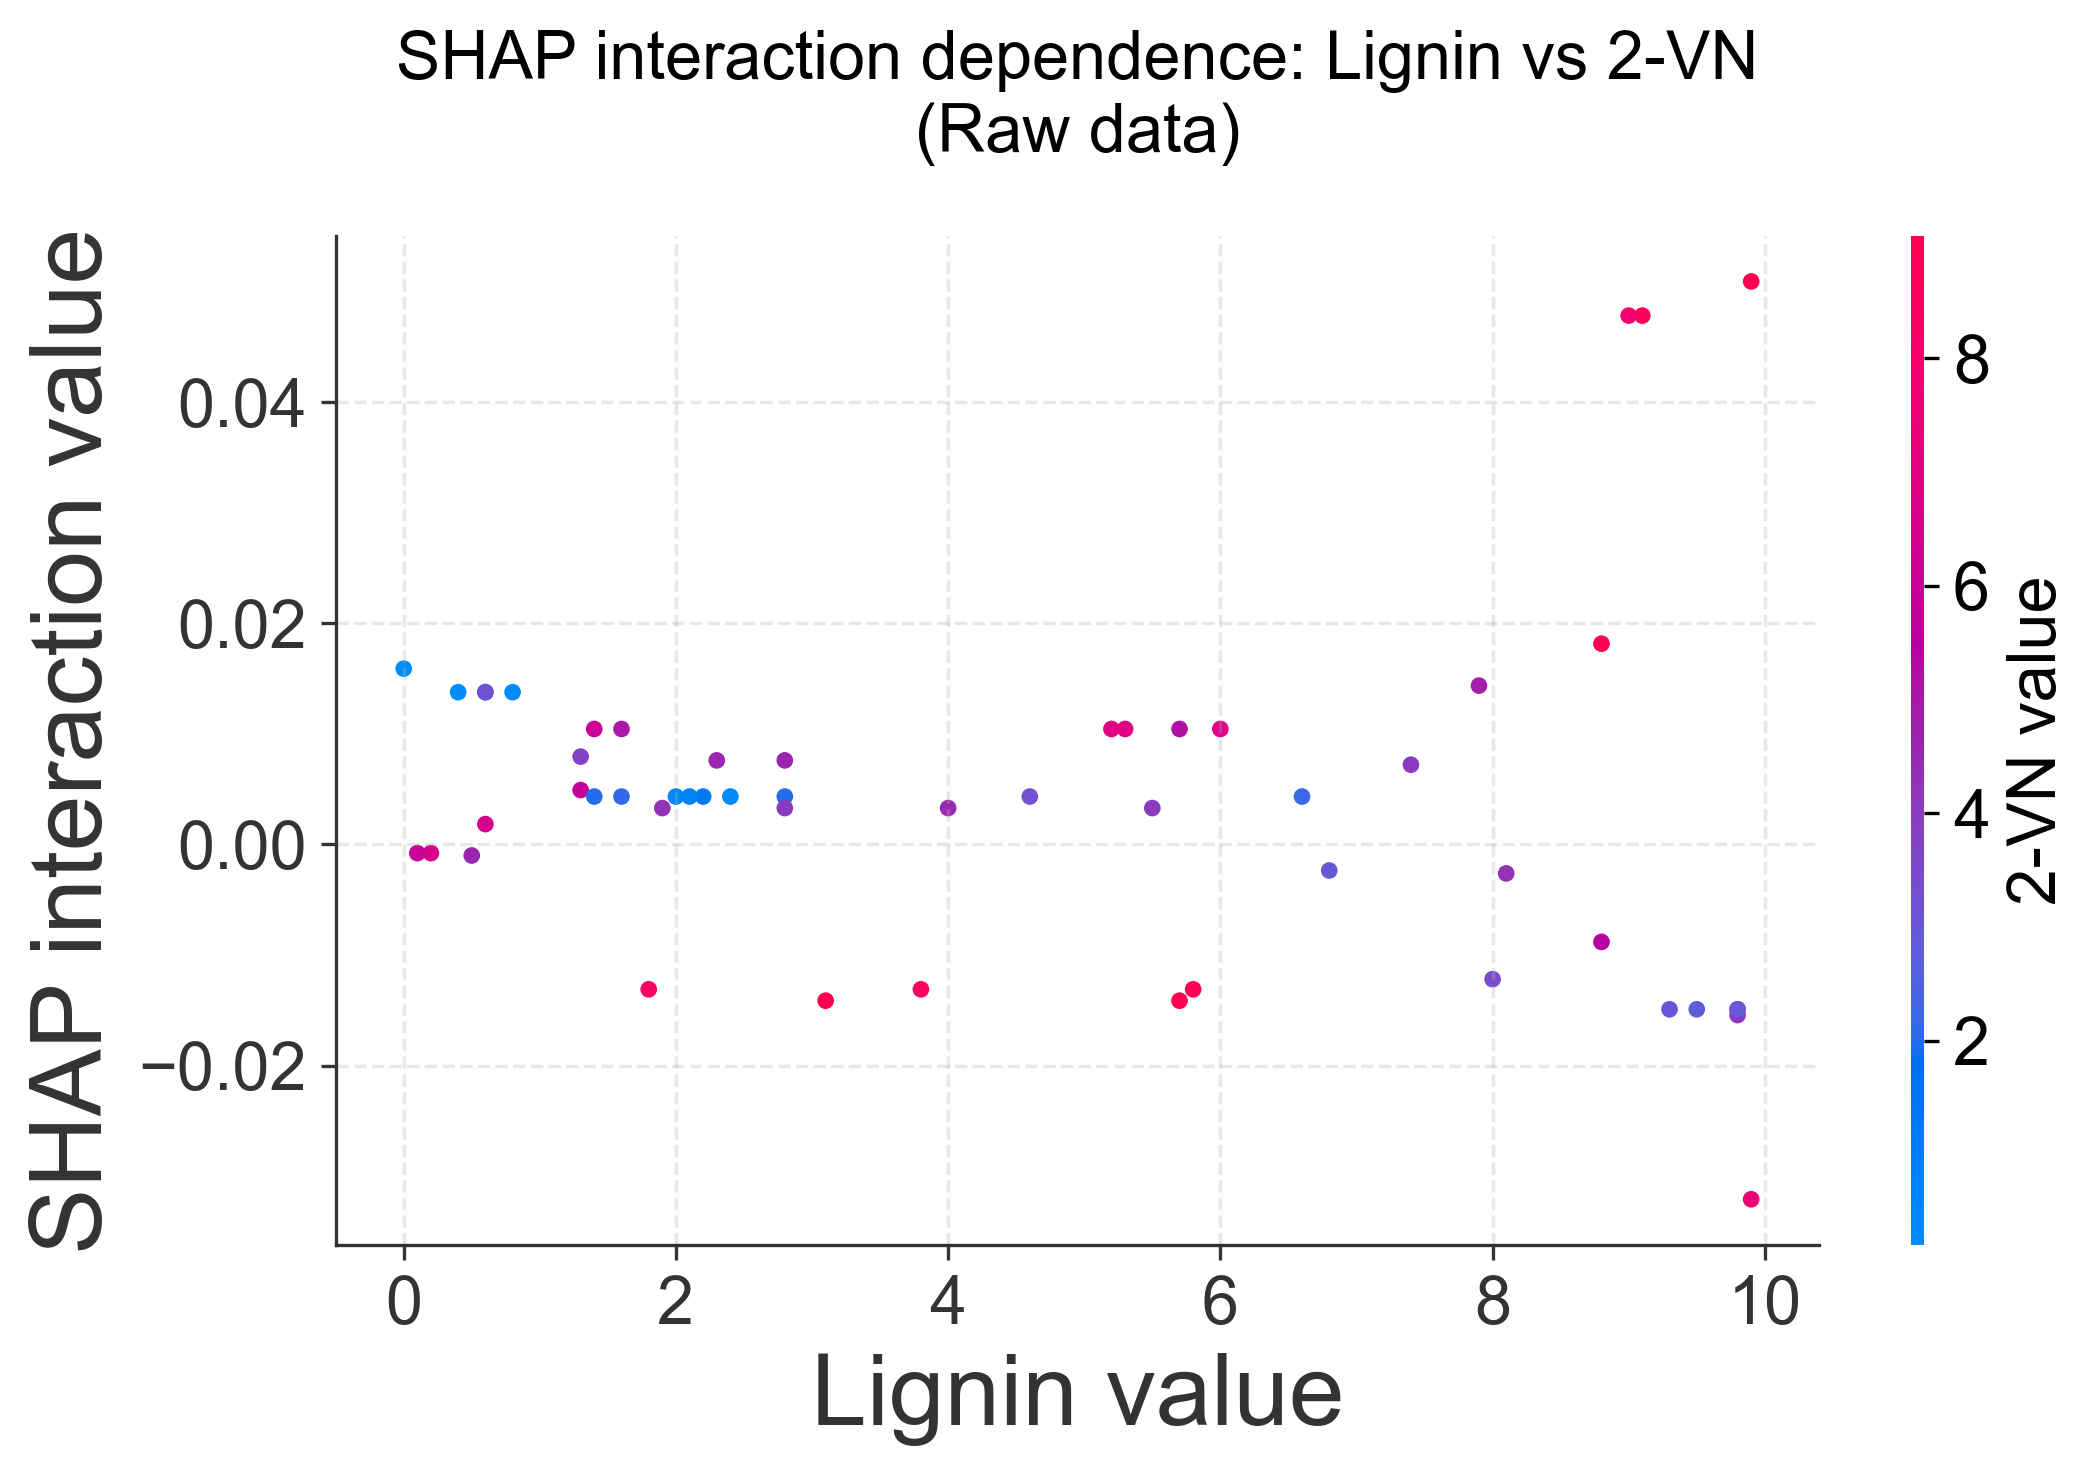 SHAP interaction dependence: Lignin vs 2-VN
(Raw data)
SHAP interaction value
0.04
0.02
0.00
−0.02
0
2
4
6
8
10
Lignin value
8
6
4
2
2-VN value